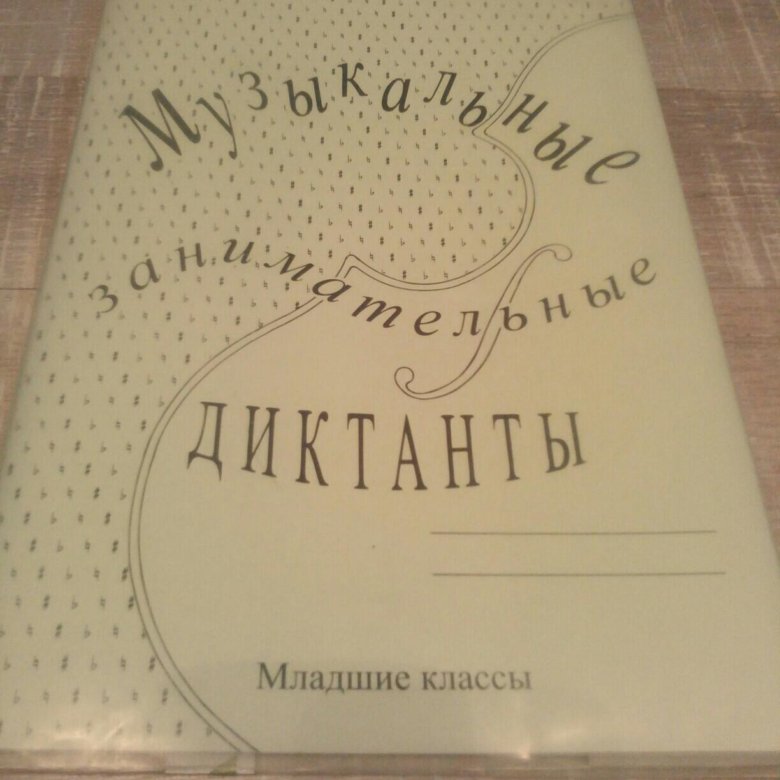 Музыкальные
занимательные
ДИКТАНТЫ
Младшие классы